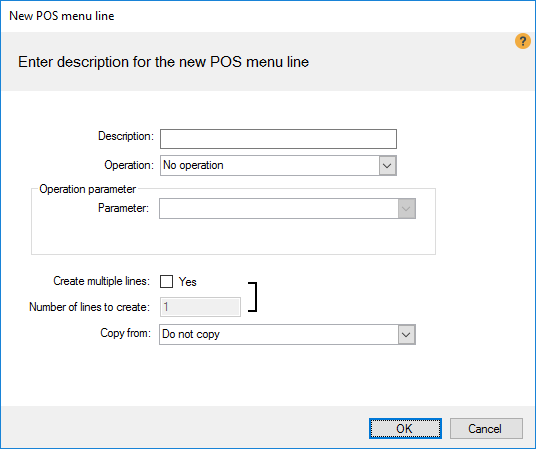 New POS menu line
?
Enter description for the new POS menu line
Description:
Operation: No operation
Operation parameter
Parameter:
Create multiple lines: Yes
Number of lines to create: 1
Copy from: Do not copy
OK Cancel